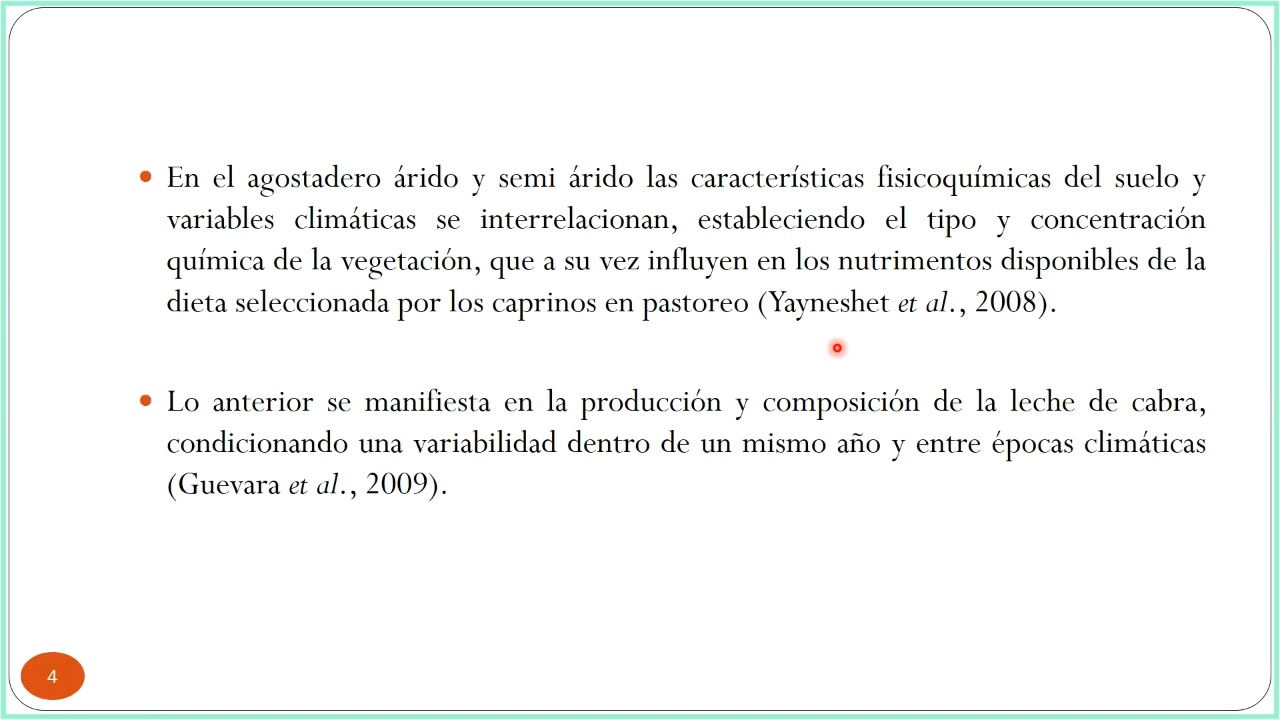 En el agostadero árido y semi árido las características fisicoquímicas del suelo y
variables climáticas se interrelacionan, estableciendo el tipo y concentración
química de la vegetación, que a su vez influyen en los nutrimentos disponibles de la
dieta seleccionada por los caprinos en pastoreo (Yayneshet et al., 2008).
Lo anterior se manifiesta en la producción y composición de la leche de cabra,
condicionando una variabilidad dentro de un mismo año y entre épocas climáticas
(Guevara et al., 2009).
4